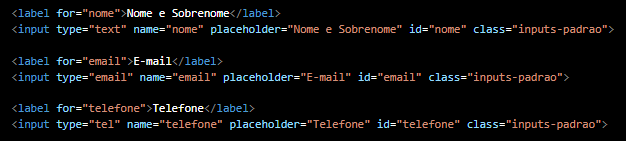 <label for="nome">Nome e Sobrenome</label>
<input type="text" name="nome" placeholder="Nome e Sobrenome" id="nome" class="inputs-padrao">
<label for="email">E-mail</label>
<input type="email" name="email" placeholder="E-mail" id="email" class="inputs-padrao">
<label for="telefone">Telefone</label>
<input type="tel" name="telefone" placeholder="Telefone" id="telefone" class="inputs-padrao">